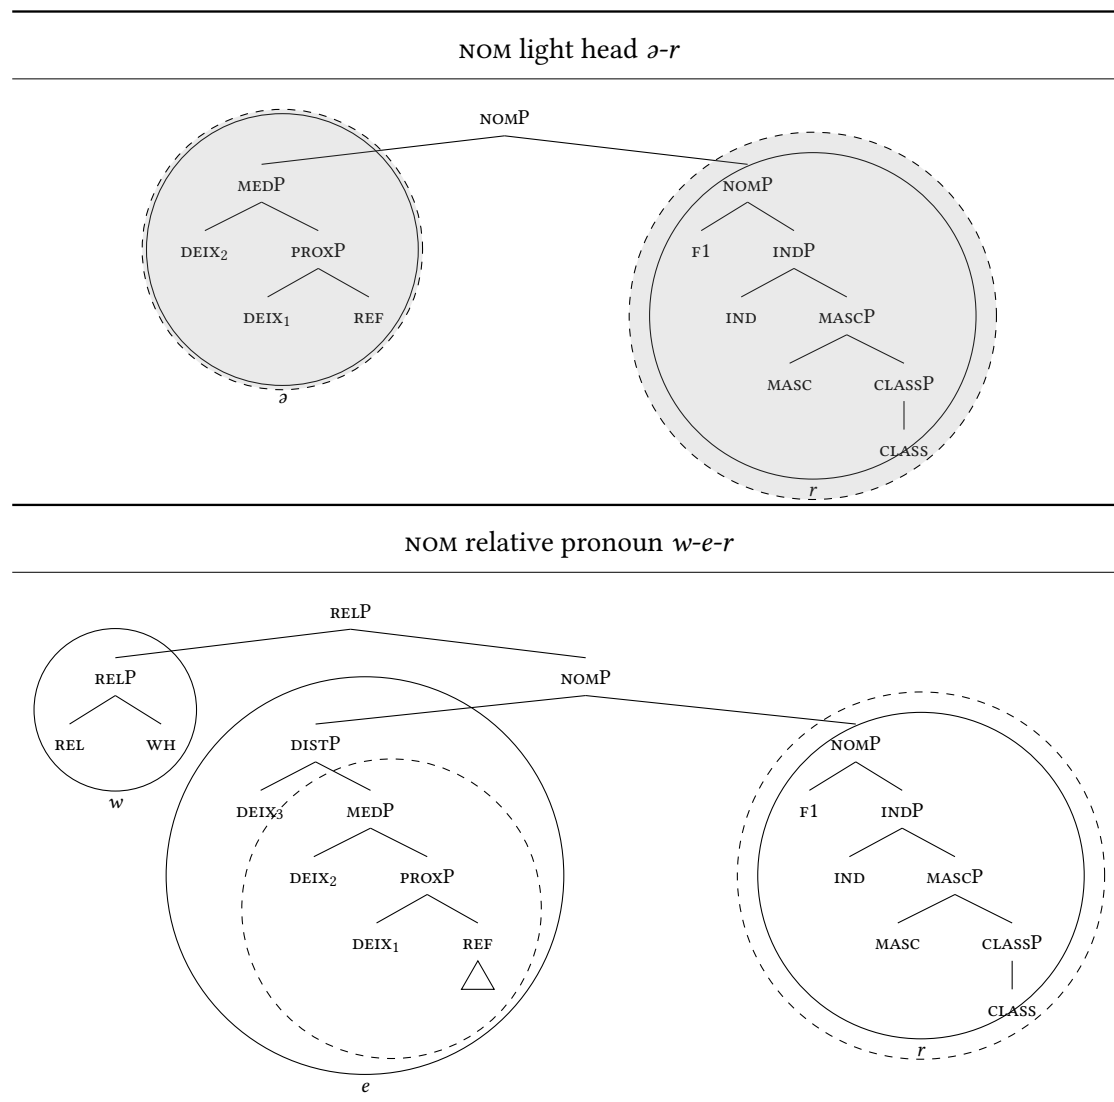 NOM light head ə-r
NOMP
MEDP NOMP
DEIX₂ PROXP F1 INDP
DEIX₁ REF IND MASCP
MASC CLASSP
ə
CLASS
r
NOM relative pronoun w-e-r
RELP
RELP NOMP
REL WH DISTP NOMP
w
DEIX₃ MEDP F1 INDP
DEIX₂ PROXP IND MASCP
DEIX₁ REF MASC CLASSP
CLASS
r
e